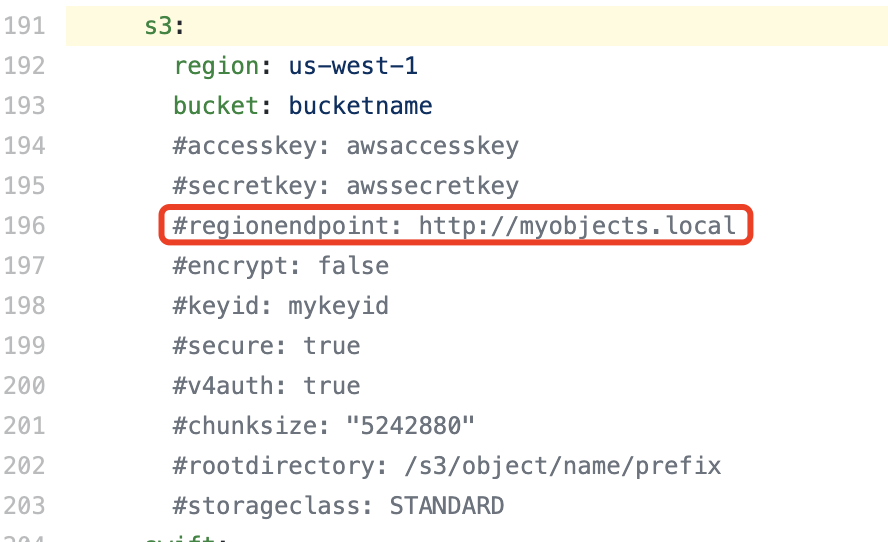 191 s3:
192 region: us-west-1
193 bucket: bucketname
194 #accesskey: awsaccesskey
195 #secretkey: awssecretkey
196 #regionendpoint: http://myobjects.local
197 #encrypt: false
198 #keyid: mykeyid
199 #secure: true
200 #v4auth: true
201 #chunksize: "5242880"
202 #rootdirectory: /s3/object/name/prefix
203 #storageclass: STANDARD
204 swift: